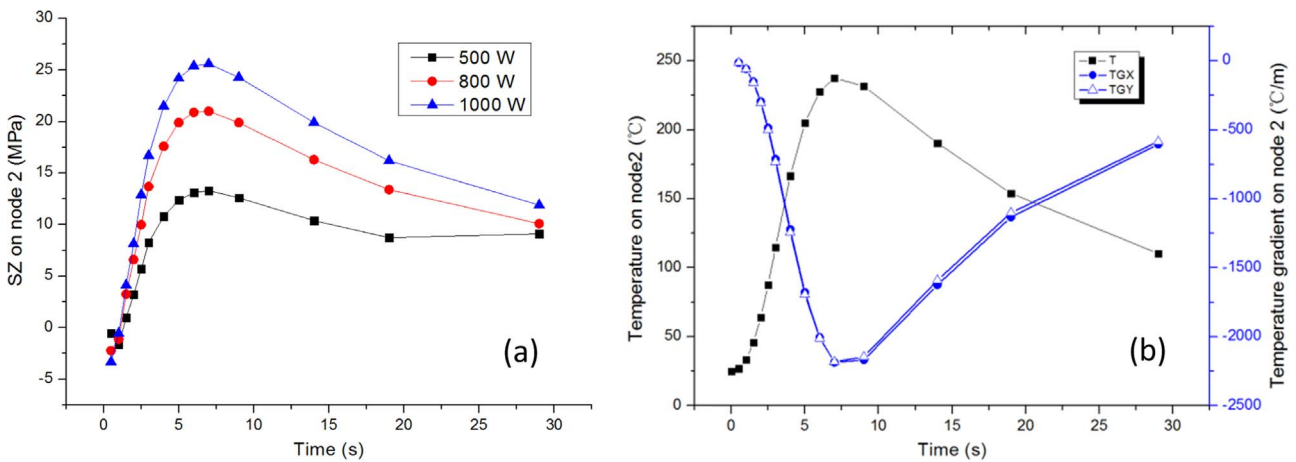 30
25
20
15
10
5
0
-5
SZ on node 2 (MPa)
500 W
800 W
1000 W
(a)
0 5 10 15 20 25 30
Time (s)
250
200
150
100
50
0
Temperature on node2 (℃)
T
TGX
TGY
(b)
0 5 10 15 20 25 30
Time (s)
0
-500
-1000
-1500
-2000
-2500
Temperature gradient on node 2 (℃/m)